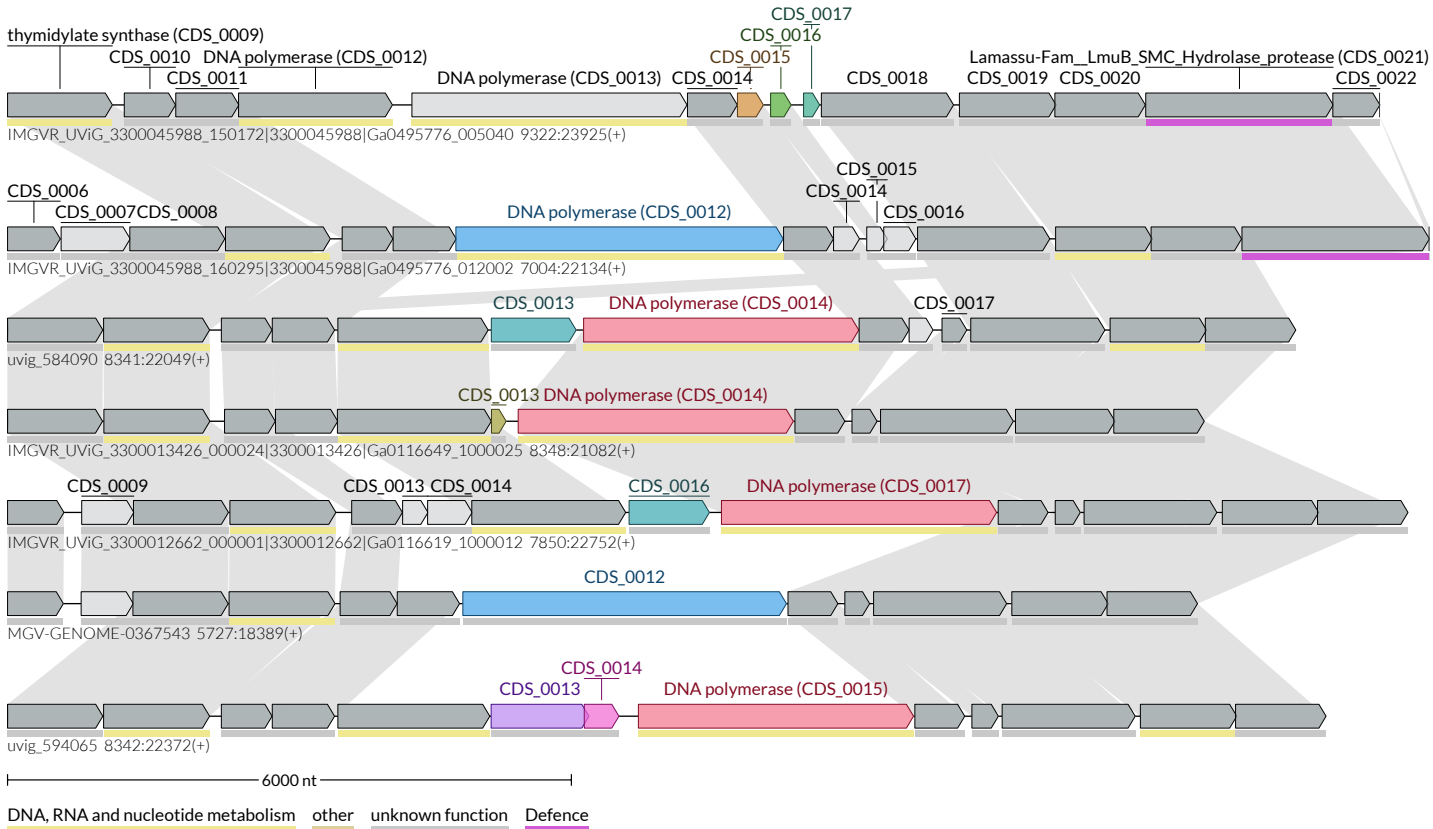 CDS_0017
thymidylate synthase (CDS_0009)
CDS_0016
CDS_0010 DNA polymerase (CDS_0012) CDS_0015 Lamassu-Fam__LmuB_SMC_Hydrolase_protease (CDS_0021)
CDS_0011 DNA polymerase (CDS_0013) CDS_0014 CDS_0018 CDS_0019 CDS_0020 CDS_0022
IMGVR_UViG_3300045988_150172|3300045988|Ga0495776_005040 9322:23925(+)
CDS_0015
CDS_0006 CDS_0014
CDS_0007 CDS_0008 DNA polymerase (CDS_0012) CDS_0016
IMGVR_UViG_3300045988_160295|3300045988|Ga0495776_012002 7004:22134(+)
CDS_0013 DNA polymerase (CDS_0014) CDS_0017
uvig_584090 8341:22049(+)
CDS_0013 DNA polymerase (CDS_0014)
IMGVR_UViG_3300013426_000024|3300013426|Ga0116649_1000025 8348:21082(+)
CDS_0009 CDS_0013 CDS_0014 CDS_0016 DNA polymerase (CDS_0017)
IMGVR_UViG_3300012662_000001|3300012662|Ga0116619_1000012 7850:22752(+)
CDS_0012
MGV-GENOME-0367543 5727:18389(+)
CDS_0014
CDS_0013 DNA polymerase (CDS_0015)
uvig_594065 8342:22372(+)
6000 nt
DNA, RNA and nucleotide metabolism other unknown function Defence